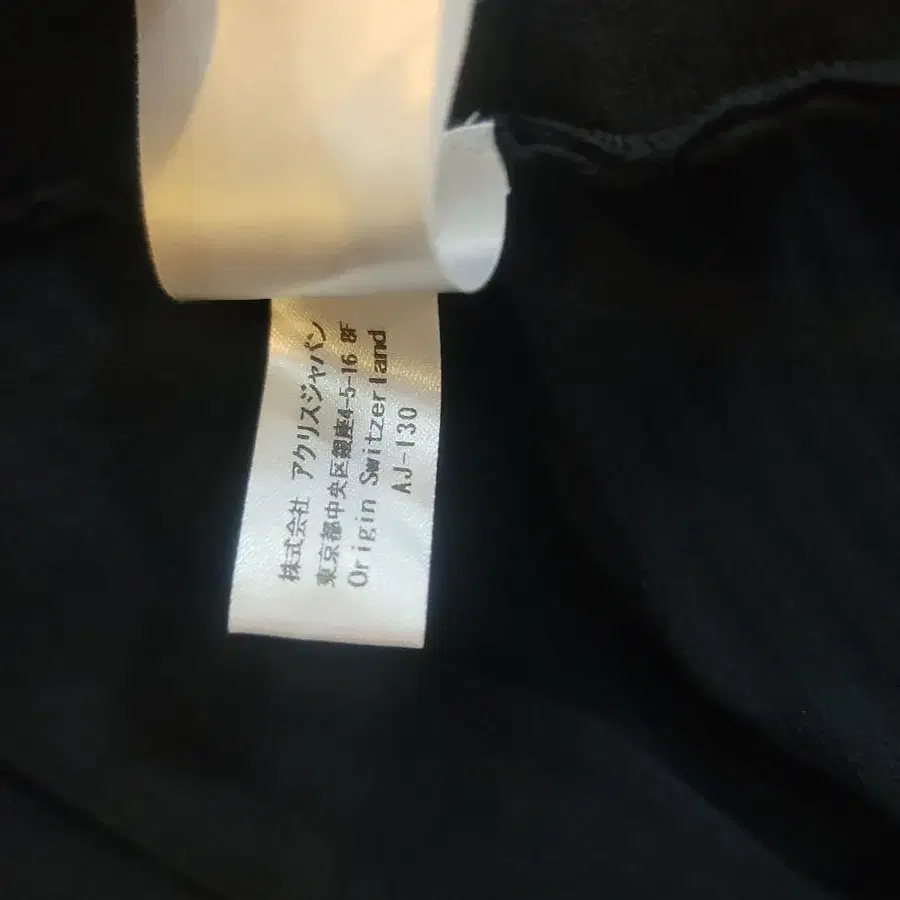 株式会社 アクリスジャパン
東京都中央区銀座4-5-16 8F
Origin Switzerland
AJ-130